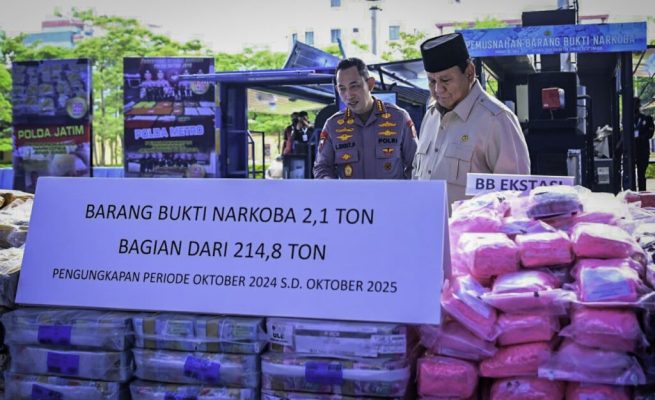 PEMUSNAHAN BARANG BUKTI NARKOBA
POLDA JATIM
POLDA METRO
POLRI
BB EKSTASI
BARANG BUKTI NARKOBA 2,1 TON
BAGIAN DARI 214,8 TON
PENGUNGKAPAN PERIODE OKTOBER 2024 S.D. OKTOBER 2025